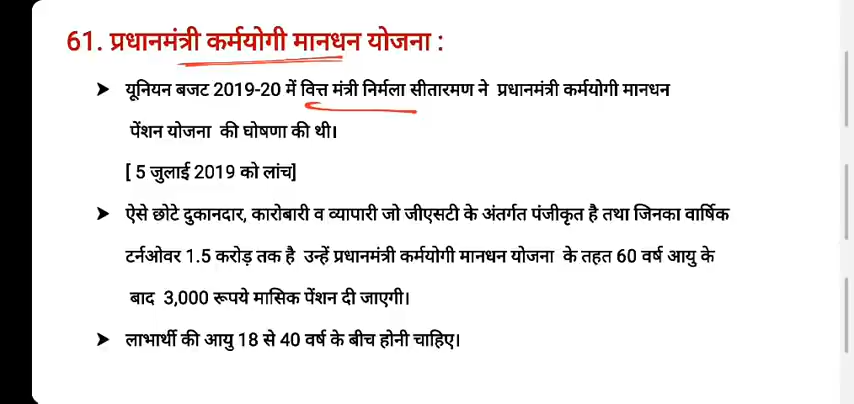 61. प्रधानमंत्री कर्मयोगी मानधन योजना :
➤ यूनियन बजट 2019-20 में वित्त मंत्री निर्मला सीतारमण ने प्रधानमंत्री कर्मयोगी मानधन
पेंशन योजना की घोषणा की थी।
[ 5 जुलाई 2019 को लांच]
➤ ऐसे छोटे दुकानदार, कारोबारी व व्यापारी जो जीएसटी के अंतर्गत पंजीकृत है तथा जिनका वार्षिक
टर्नओवर 1.5 करोड़ तक है उन्हें प्रधानमंत्री कर्मयोगी मानधन योजना के तहत 60 वर्ष आयु के
बाद 3,000 रूपये मासिक पेंशन दी जाएगी।
➤ लाभार्थी की आयु 18 से 40 वर्ष के बीच होनी चाहिए।